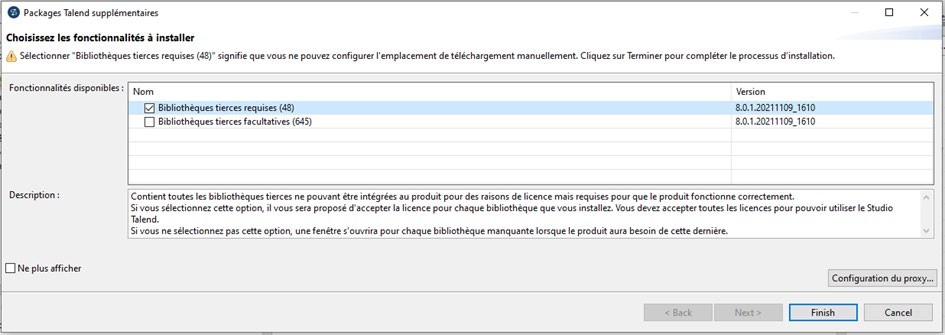 Packages Talend supplémentaires
Choisissez les fonctionnalités à installer
Sélectionner "Bibliothèques tierces requises (48)" signifie que vous ne pouvez configurer l'emplacement de téléchargement manuellement. Cliquez sur Terminer pour compléter le processus d'installation.
Fonctionnalités disponibles :
Nom Version
Bibliothèques tierces requises (48) 8.0.1.20211109_1610
Bibliothèques tierces facultatives (645) 8.0.1.20211109_1610
Description :
Contient toutes les bibliothèques tierces ne pouvant être intégrées au produit pour des raisons de licence mais requises pour que le produit fonctionne correctement.
Si vous sélectionnez cette option, il vous sera proposé d'accepter la licence pour chaque bibliothèque que vous installez. Vous devez accepter toutes les licences pour pouvoir utiliser le Studio
Talend.
Si vous ne sélectionnez pas cette option, une fenêtre s'ouvrira pour chaque bibliothèque manquante lorsque le produit aura besoin de cette dernière.
Ne plus afficher
Configuration du proxy...
< Back Next > Finish Cancel